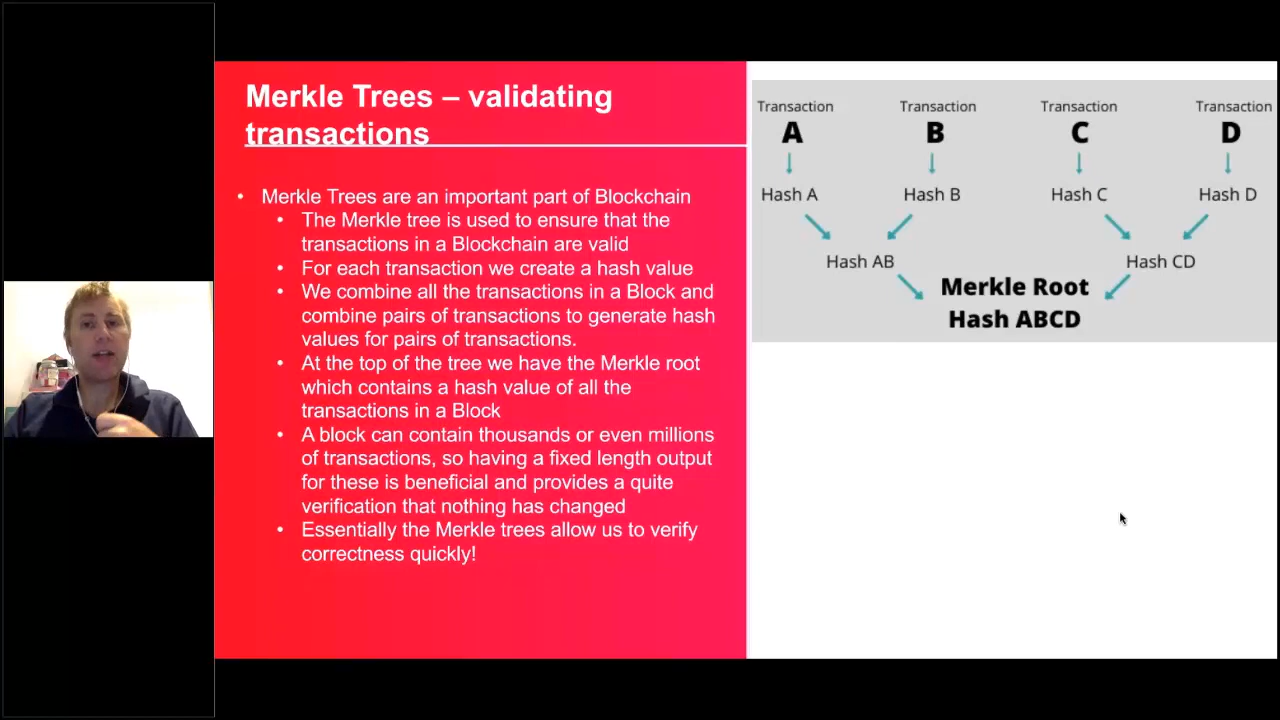 Merkle Trees – validating
transactions
• Merkle Trees are an important part of Blockchain
• The Merkle tree is used to ensure that the
transactions in a Blockchain are valid
• For each transaction we create a hash value
• We combine all the transactions in a Block and
combine pairs of transactions to generate hash
values for pairs of transactions.
• At the top of the tree we have the Merkle root
which contains a hash value of all the
transactions in a Block
• A block can contain thousands or even millions
of transactions, so having a fixed length output
for these is beneficial and provides a quite
verification that nothing has changed
• Essentially the Merkle trees allow us to verify
correctness quickly!
Transaction Transaction Transaction Transaction
A B C D
Hash A Hash B Hash C Hash D
Hash AB Hash CD
Merkle Root
Hash ABCD